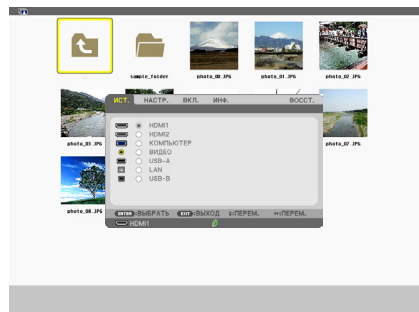 ..
sample_folder
photo_00.JPG
photo_01.JPG
photo_02.JPG
ИСТ. НАСТР. ВКЛ. ИНФ. ВОССТ.
photo_03.JPG
photo_07.JPG
HDMI1
HDMI2
КОМПЬЮТЕР
ВИДЕО
USB-A
LAN
USB-B
photo_08.JPG
ENTER :ВЫБРАТЬ EXIT :ВЫХОД ↕:ПЕРЕМ. ↔:ПЕРЕМ.
HDMI1